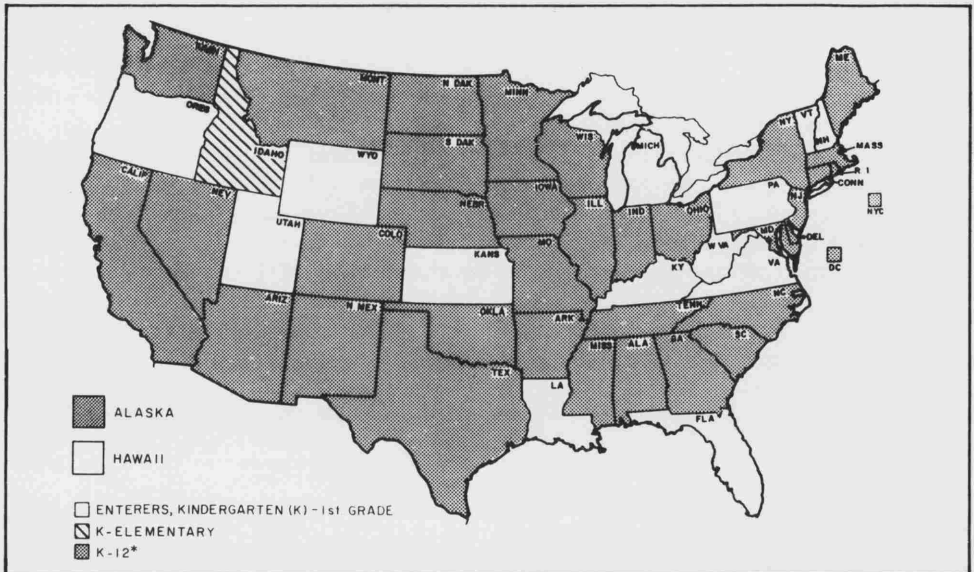 WASH
MONT
N DAK
MINN
ME
OREG
IDAHO
WYO
S DAK
WIS
MICH
NY
VT
NH
MASS
R I
CONN
NYC
CALIF
NEV
UTAH
COLO
NEBR
IOWA
ILL
IND
OHIO
PA
NJ
MD
DEL
DC
KANS
MO
KY
W VA
VA
ARIZ
N MEX
OKLA
ARK
TENN
NC
SC
TEX
LA
MISS
ALA
GA
FLA
ALASKA
HAWAII
ENTERERS, KINDERGARTEN (K) - 1st GRADE
K-ELEMENTARY
K-12*